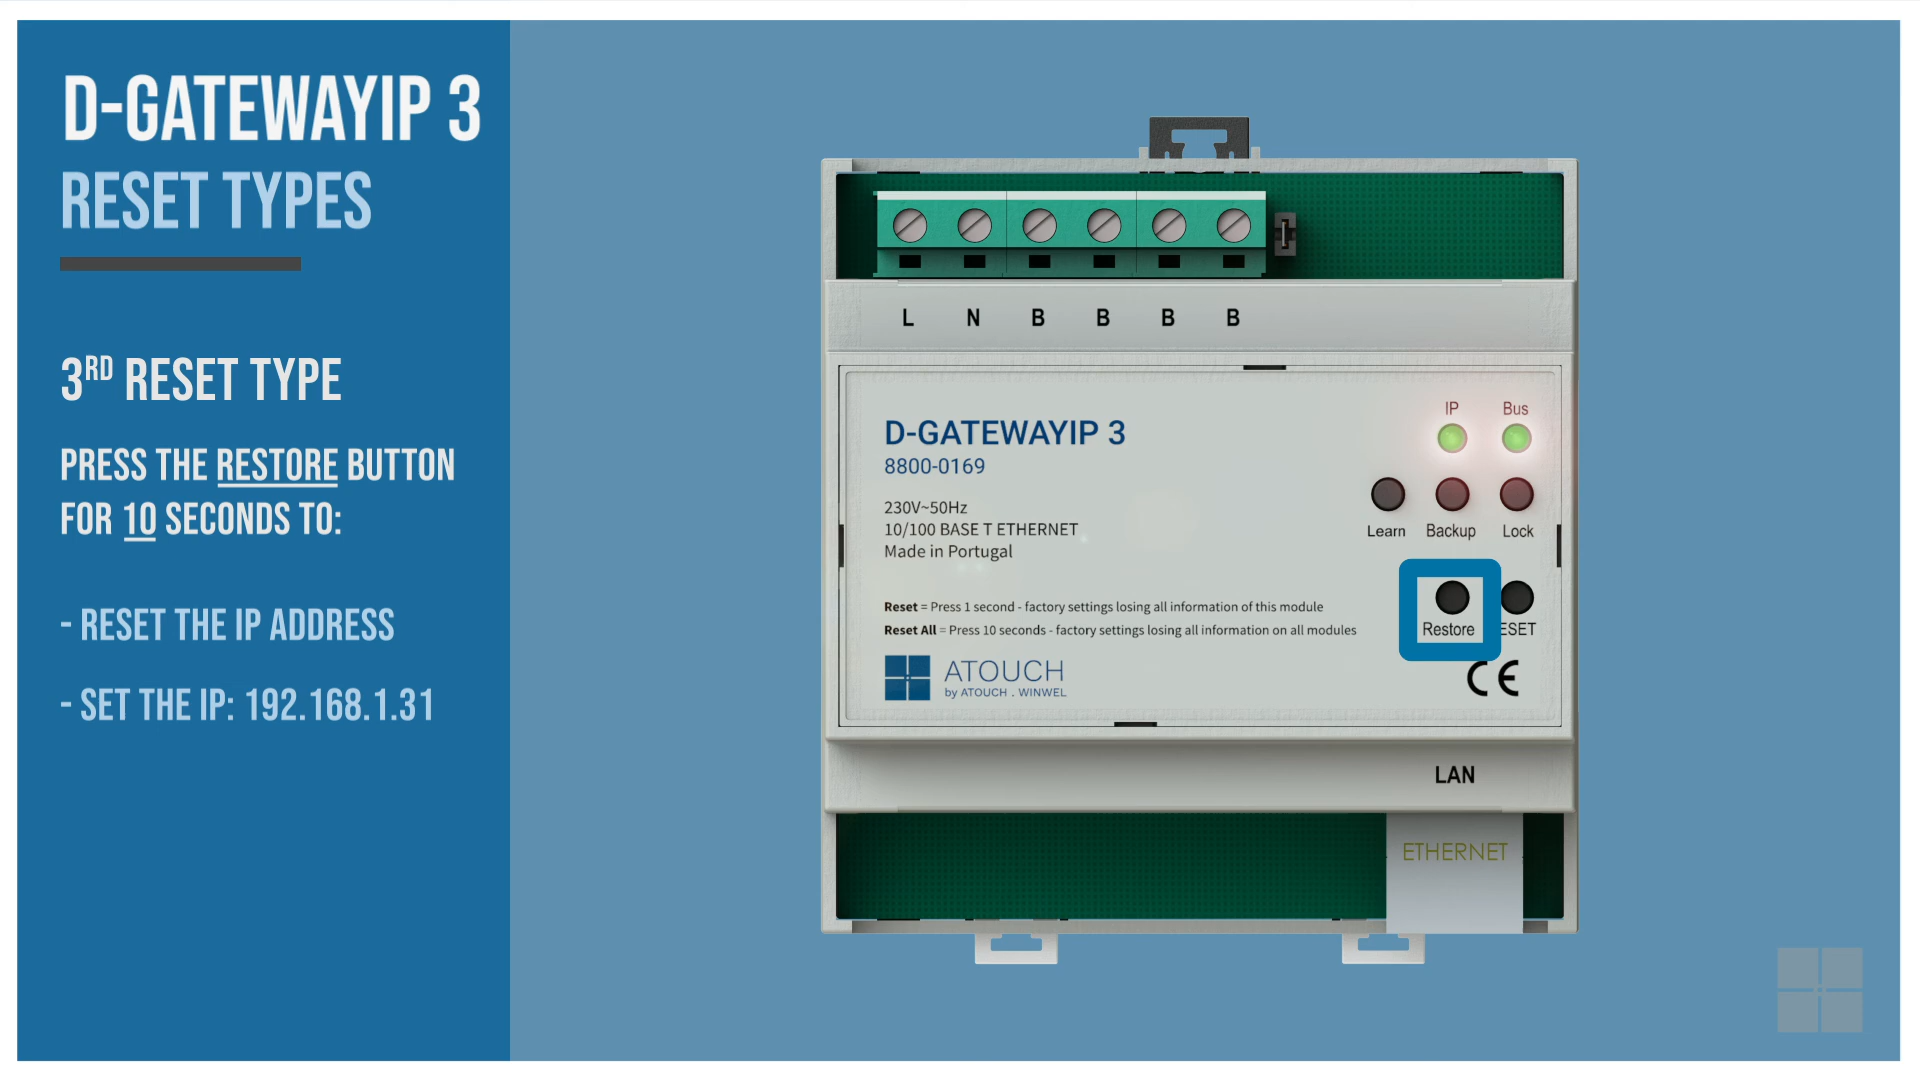 D-GATEWAYIP 3
RESET TYPES
3RD RESET TYPE
PRESS THE RESTORE BUTTON
FOR 10 SECONDS TO:
- RESET THE IP ADDRESS
- SET THE IP: 192.168.1.31
L N B B B B
D-GATEWAYIP 3
8800-0169
230V~50Hz
10/100 BASE T ETHERNET
Made in Portugal
IP Bus
Learn Backup Lock
Restore ESET
Reset = Press 1 second - factory settings losing all information of this module
Reset All = Press 10 seconds - factory settings losing all information on all modules
ATOUCH
by ATOUCH . WINWEL
CE
LAN
ETHERNET